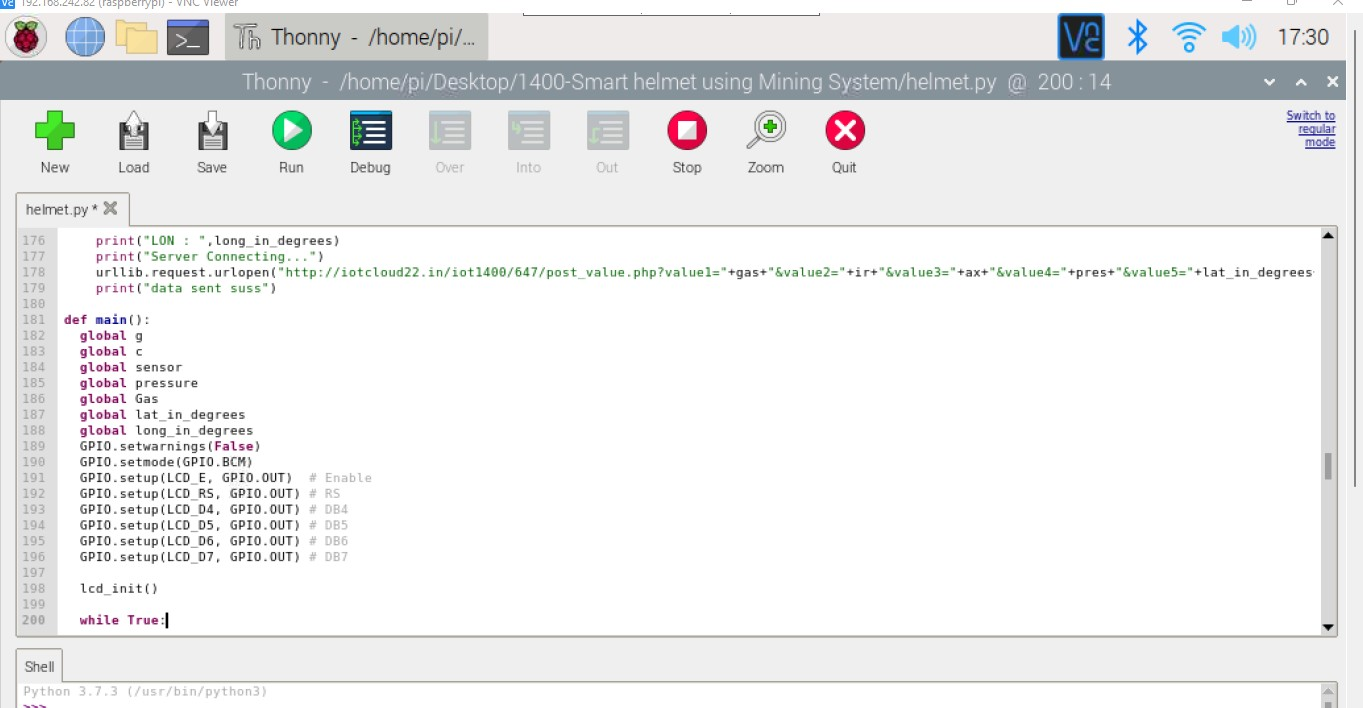 192.168.242.82 (raspberrypi) - VNC Viewer
Thonny - /home/pi/... 17:30
Thonny - /home/pi/Desktop/1400-Smart helmet using Mining System/helmet.py @ 200 : 14
Switch to
regular
mode
New Load Save Run Debug Over Into Out Stop Zoom Quit
helmet.py *
176 print("LON : ",long_in_degrees)
177 print("Server Connecting...")
178 urllib.request.urlopen("http://iotcloud22.in/iot1400/647/post_value.php?value1="+gas+"&value2="+ir+"&value3="+ax+"&value4="+pres+"&value5="+lat_in_degrees
179 print("data sent suss")
180
181 def main():
182 global g
183 global c
184 global sensor
185 global pressure
186 global Gas
187 global lat_in_degrees
188 global long_in_degrees
189 GPIO.setwarnings(False)
190 GPIO.setmode(GPIO.BCM)
191 GPIO.setup(LCD_E, GPIO.OUT) # Enable
192 GPIO.setup(LCD_RS, GPIO.OUT) # RS
193 GPIO.setup(LCD_D4, GPIO.OUT) # DB4
194 GPIO.setup(LCD_D5, GPIO.OUT) # DB5
195 GPIO.setup(LCD_D6, GPIO.OUT) # DB6
196 GPIO.setup(LCD_D7, GPIO.OUT) # DB7
197
198 lcd_init()
199
200 while True:
Shell
Python 3.7.3 (/usr/bin/python3)
>>>